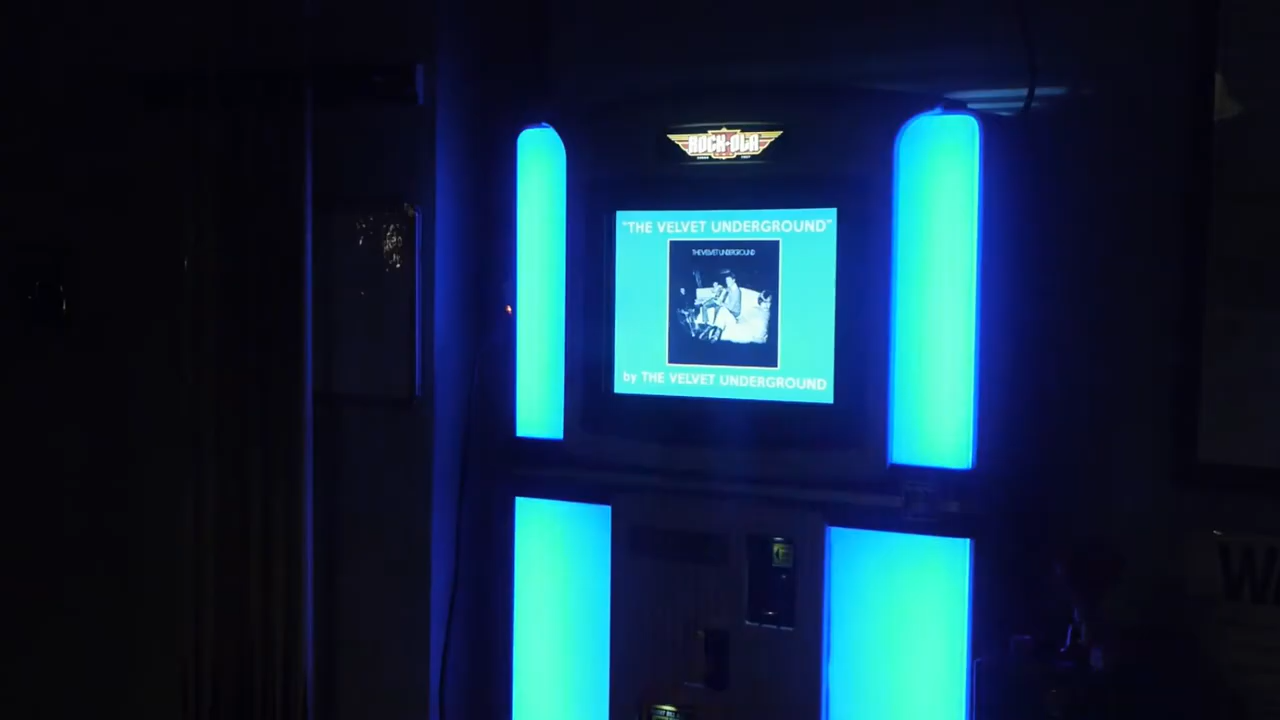 ROCK-OLA
"THE VELVET UNDERGROUND"
THE VELVET UNDERGROUND
by THE VELVET UNDERGROUND